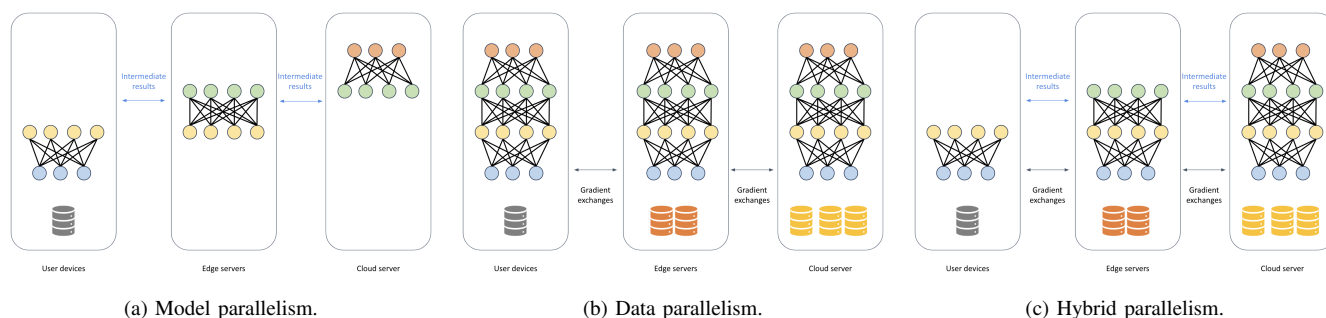 Intermediate
results
Intermediate
results
User devices
Edge servers
Cloud server
(a) Model parallelism.
Gradient
exchanges
Gradient
exchanges
User devices
Edge servers
Cloud server
(b) Data parallelism.
Intermediate
results
Intermediate
results
Gradient
exchanges
Gradient
exchanges
User devices
Edge servers
Cloud server
(c) Hybrid parallelism.